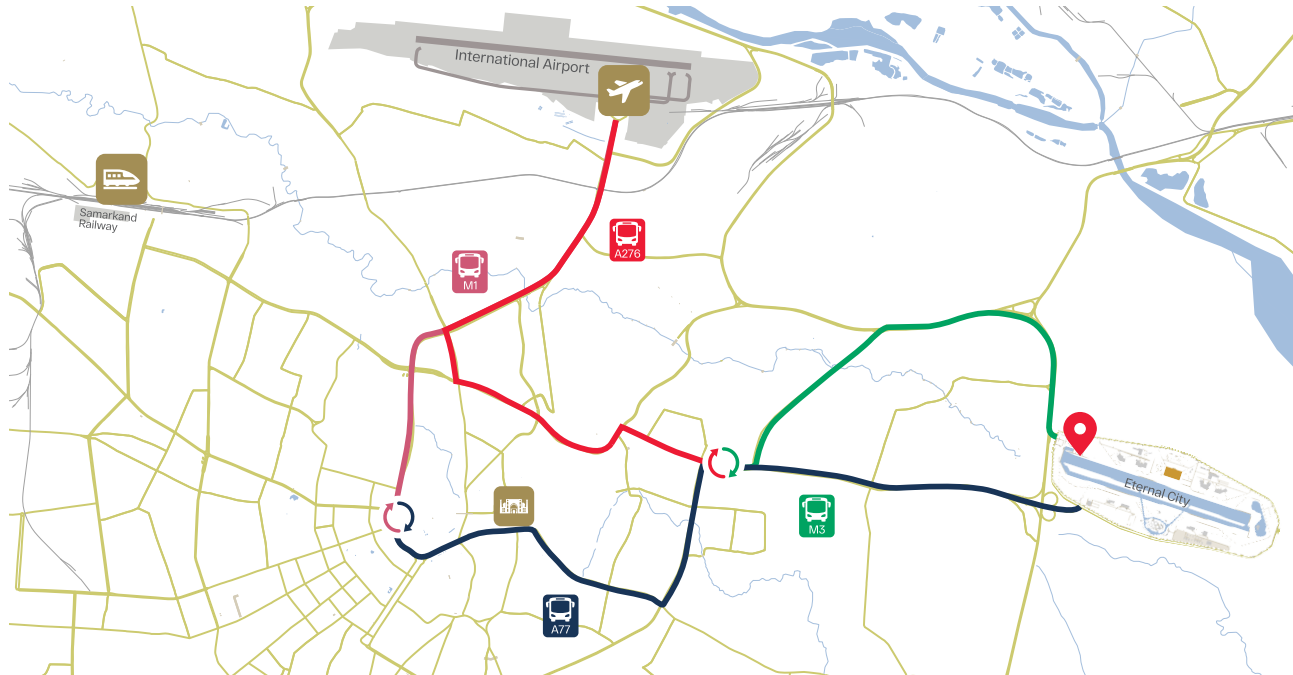 International Airport
Samarkand
Railway
A276
M1
Eternal City
M3
A77